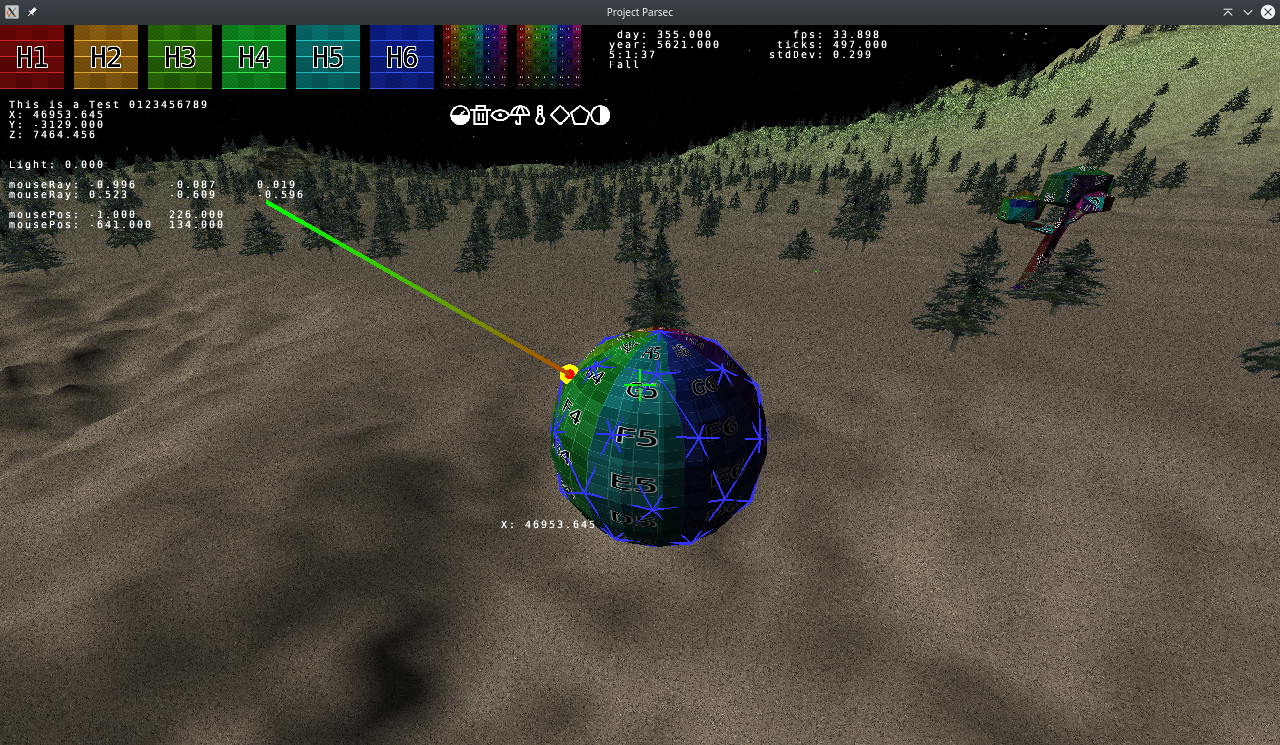 Project Parsec
H1 H2 H3 H4 H5 H6
day: 355.000
year: 5621.000
5:1:37
Fall
fps: 33.898
ticks: 497.000
stdDev: 0.299
This is a Test 0123456789
X: 46953.645
Y: -3129.000
Z: 7464.456
Light: 0.000
mouseRay: -0.996 -0.087 0.019
mouseRay: 0.523 -0.609 -0.596
mousePos: -1.000 226.000
mousePos: -641.000 134.000
G4 G5 G6
F4 F5 F6
E5 E6
D5
X: 46953.645